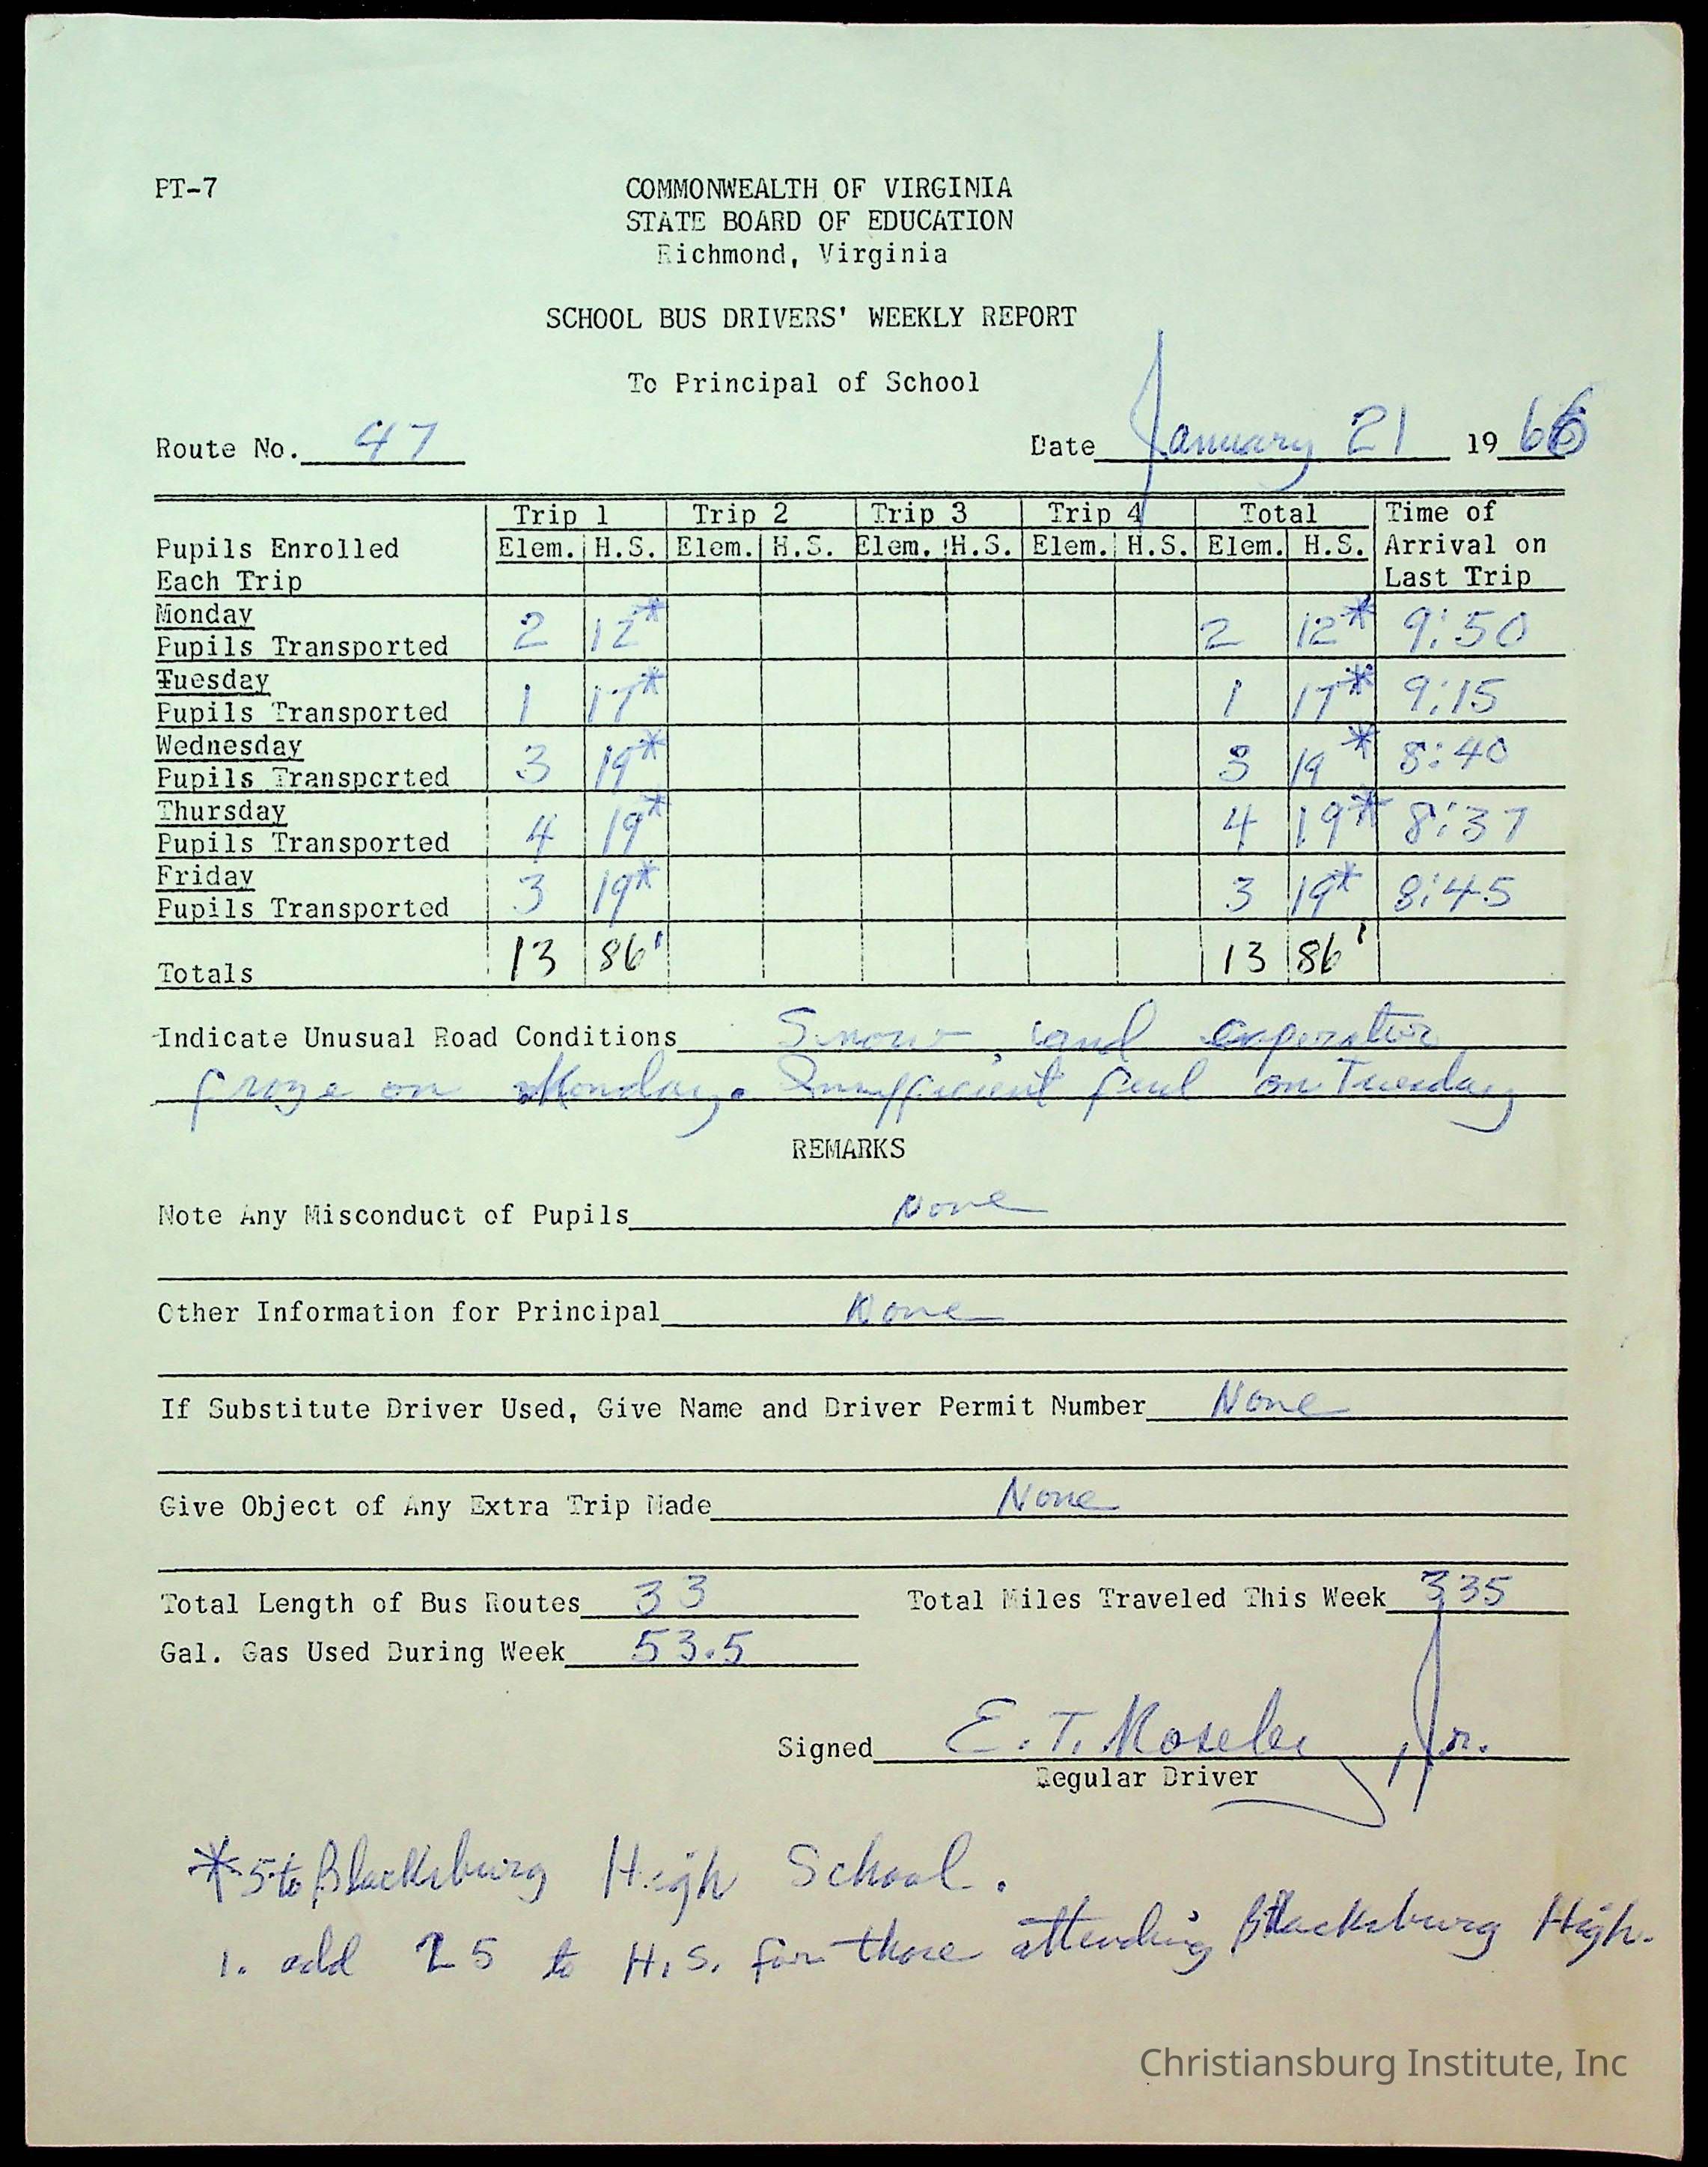 PT-7
COMMONWEALTH OF VIRGINIA
STATE BOARD OF EDUCATION
Richmond, Virginia
SCHOOL BUS DRIVERS' WEEKLY REPORT
To Principal of School
Route No. 47 Date January 21 19 66
Trip 1 Trip 2 Trip 3 Trip 4 Total Time of
Pupils Enrolled Elem. H.S. Elem. H.S. Elem. H.S. Elem. H.S. Elem. H.S. Arrival on
Each Trip Last Trip
Monday
Pupils Transported 2 12* 2 12* 9:50
Tuesday
Pupils Transported 1 17* 1 17* 9:15
Wednesday
Pupils Transported 3 19* 3 19* 8:40
Thursday
Pupils Transported 4 19* 4 19* 8:37
Friday
Pupils Transported 3 19* 3 19* 8:45
Totals 13 86' 13 86'
Indicate Unusual Road Conditions Snow, and
froze on Monday. Insufficient fuel on Tuesday
REMARKS
Note Any Misconduct of Pupils None
Other Information for Principal None
If Substitute Driver Used, Give Name and Driver Permit Number None
Give Object of Any Extra Trip Made None
Total Length of Bus Routes 33 Total Miles Traveled This Week 335
Gal. Gas Used During Week 53.5
Signed E. T. Moseley, Jr.
Regular Driver
* 5 to Blacksburg High School.
1. add 25 to H.S. for those attending Blacksburg High.
Christiansburg Institute, Inc